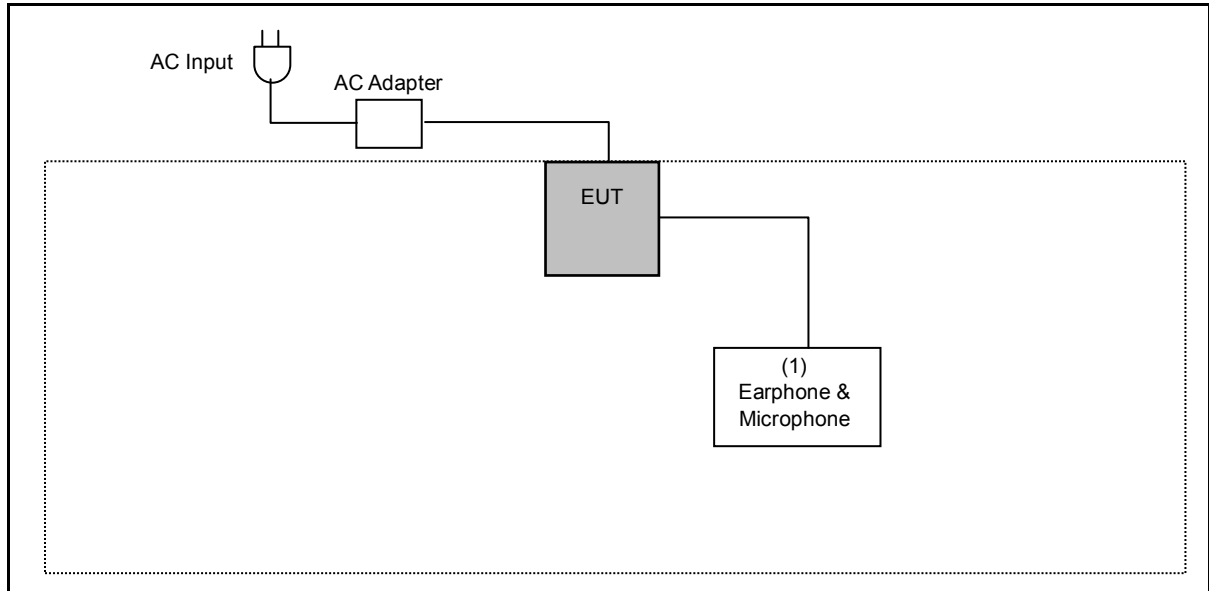 AC Input
AC Adapter
EUT
(1)
Earphone &
Microphone